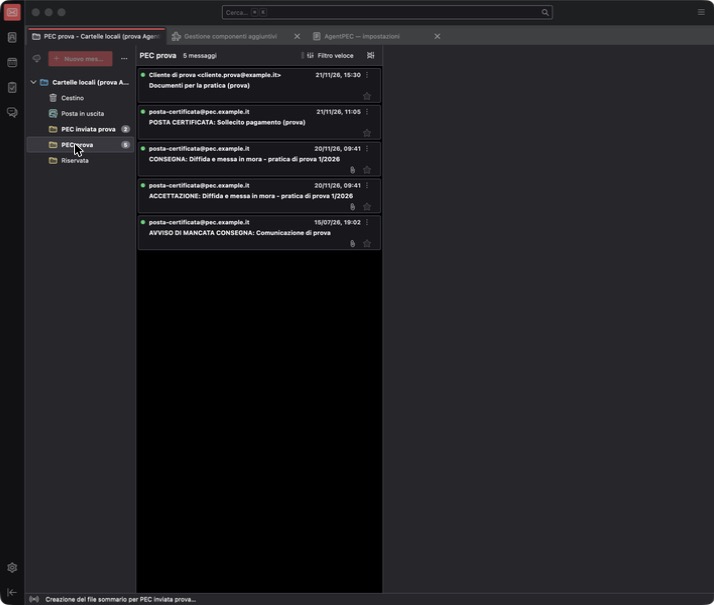 Cerca... ⌘ + K
PEC prova - Cartelle locali (prova Agen
Gestione componenti aggiuntivi
AgentPEC — Impostazioni
Nuovo mes...
Cartelle locali (prova A...
Cestino
Posta in uscita
PEC inviata prova 2
PEC prova 5
Riservata
PEC prova 5 messaggi
Filtro veloce
Cliente di prova <cliente.prova@example.it> 21/11/26, 15:30
Documenti per la pratica (prova)
posta-certificata@pec.example.it 21/11/26, 11:05
POSTA CERTIFICATA: Sollecito pagamento (prova)
posta-certificata@pec.example.it 20/11/26, 09:41
CONSEGNA: Diffida e messa in mora - pratica di prova 1/2026
posta-certificata@pec.example.it 20/11/26, 09:41
ACCETTAZIONE: Diffida e messa in mora - pratica di prova 1/2026
posta-certificata@pec.example.it 15/07/26, 19:02
AVVISO DI MANCATA CONSEGNA: Comunicazione di prova
Creazione del file sommario per PEC inviata prova...